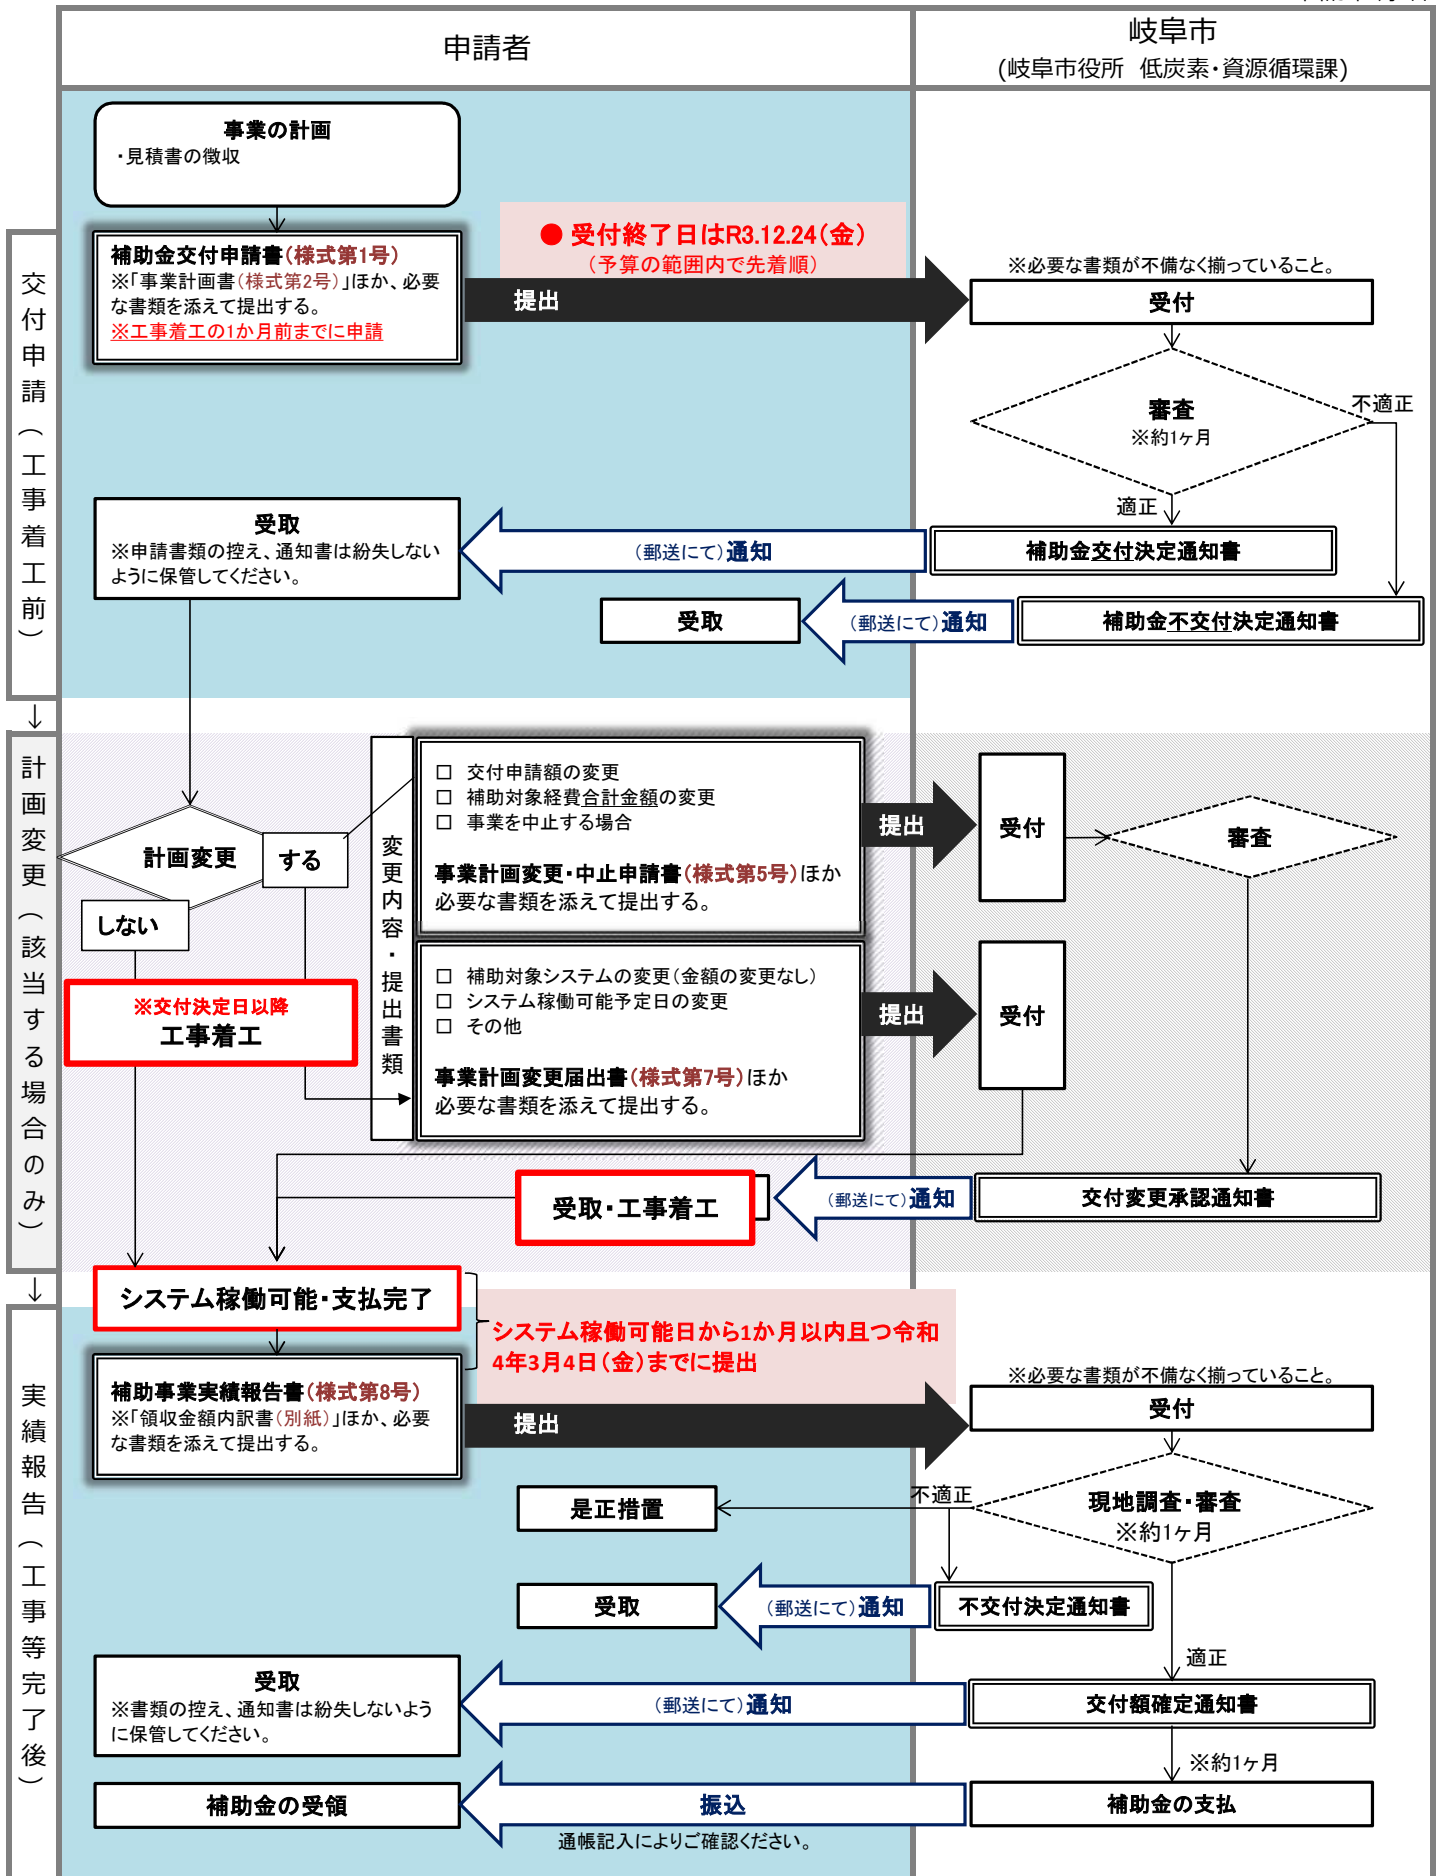 申請者
岐阜市
(岐阜市役所 低炭素・資源循環課)
事業の計画
・見積書の徴収
交付申請(工事着工前)
補助金交付申請書(様式第1号)
※「事業計画書(様式第2号)」ほか、必要
な書類を添えて提出する。
※工事着工の1か月前までに申請
● 受付終了日はR3.12.24(金)
(予算の範囲内で先着順)
提出
※必要な書類が不備なく揃っていること。
受付
審査
※約1ヶ月
不適正
適正
受取
※申請書類の控え、通知書は紛失しない
ように保管してください。
(郵送にて)通知
補助金交付決定通知書
受取
(郵送にて)通知
補助金不交付決定通知書
↓
計画変更(該当する場合のみ)
計画変更
する
しない
※交付決定日以降
工事着工
変更内容・提出書類
□ 交付申請額の変更
□ 補助対象経費合計金額の変更
□ 事業を中止する場合
事業計画変更・中止申請書(様式第5号)ほか
必要な書類を添えて提出する。
提出
受付
審査
□ 補助対象システムの変更(金額の変更なし)
□ システム稼働可能予定日の変更
□ その他
事業計画変更届出書(様式第7号)ほか
必要な書類を添えて提出する。
提出
受付
受取・工事着工
(郵送にて)通知
交付変更承認通知書
↓
実績報告(工事等完了後)
システム稼働可能・支払完了
システム稼働可能日から1か月以内且つ令和
4年3月4日(金)までに提出
補助事業実績報告書(様式第8号)
※「領収金額内訳書(別紙)」ほか、必要
な書類を添えて提出する。
提出
※必要な書類が不備なく揃っていること。
受付
現地調査・審査
※約1ヶ月
不適正
是正措置
受取
(郵送にて)通知
不交付決定通知書
適正
受取
※書類の控え、通知書は紛失しないよう
に保管してください。
(郵送にて)通知
交付額確定通知書
※約1ヶ月
補助金の受領
振込
補助金の支払
通帳記入によりご確認ください。